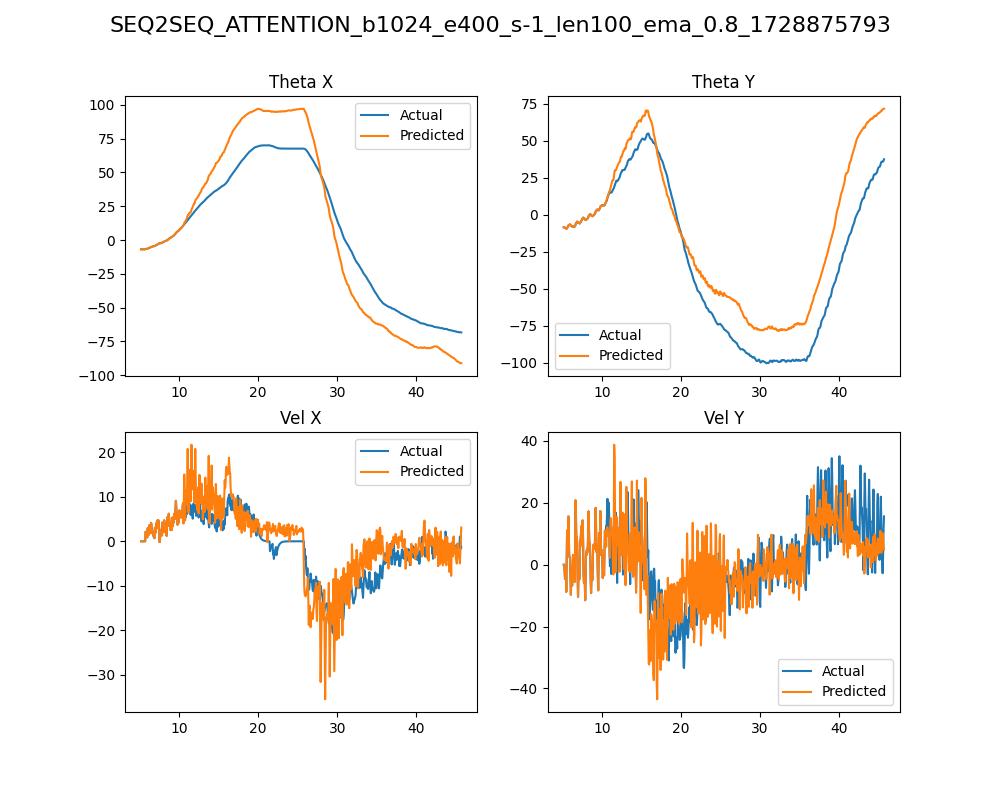 SEQ2SEQ_ATTENTION_b1024_e400_s-1_len100_ema_0.8_1728875793
Theta X
100
75
50
25
0
−25
−50
−75
−100
10 20 30 40
Actual
Predicted
Theta Y
75
50
25
0
−25
−50
−75
−100
10 20 30 40
Actual
Predicted
Vel X
20
10
0
−10
−20
−30
10 20 30 40
Actual
Predicted
Vel Y
40
20
0
−20
−40
10 20 30 40
Actual
Predicted